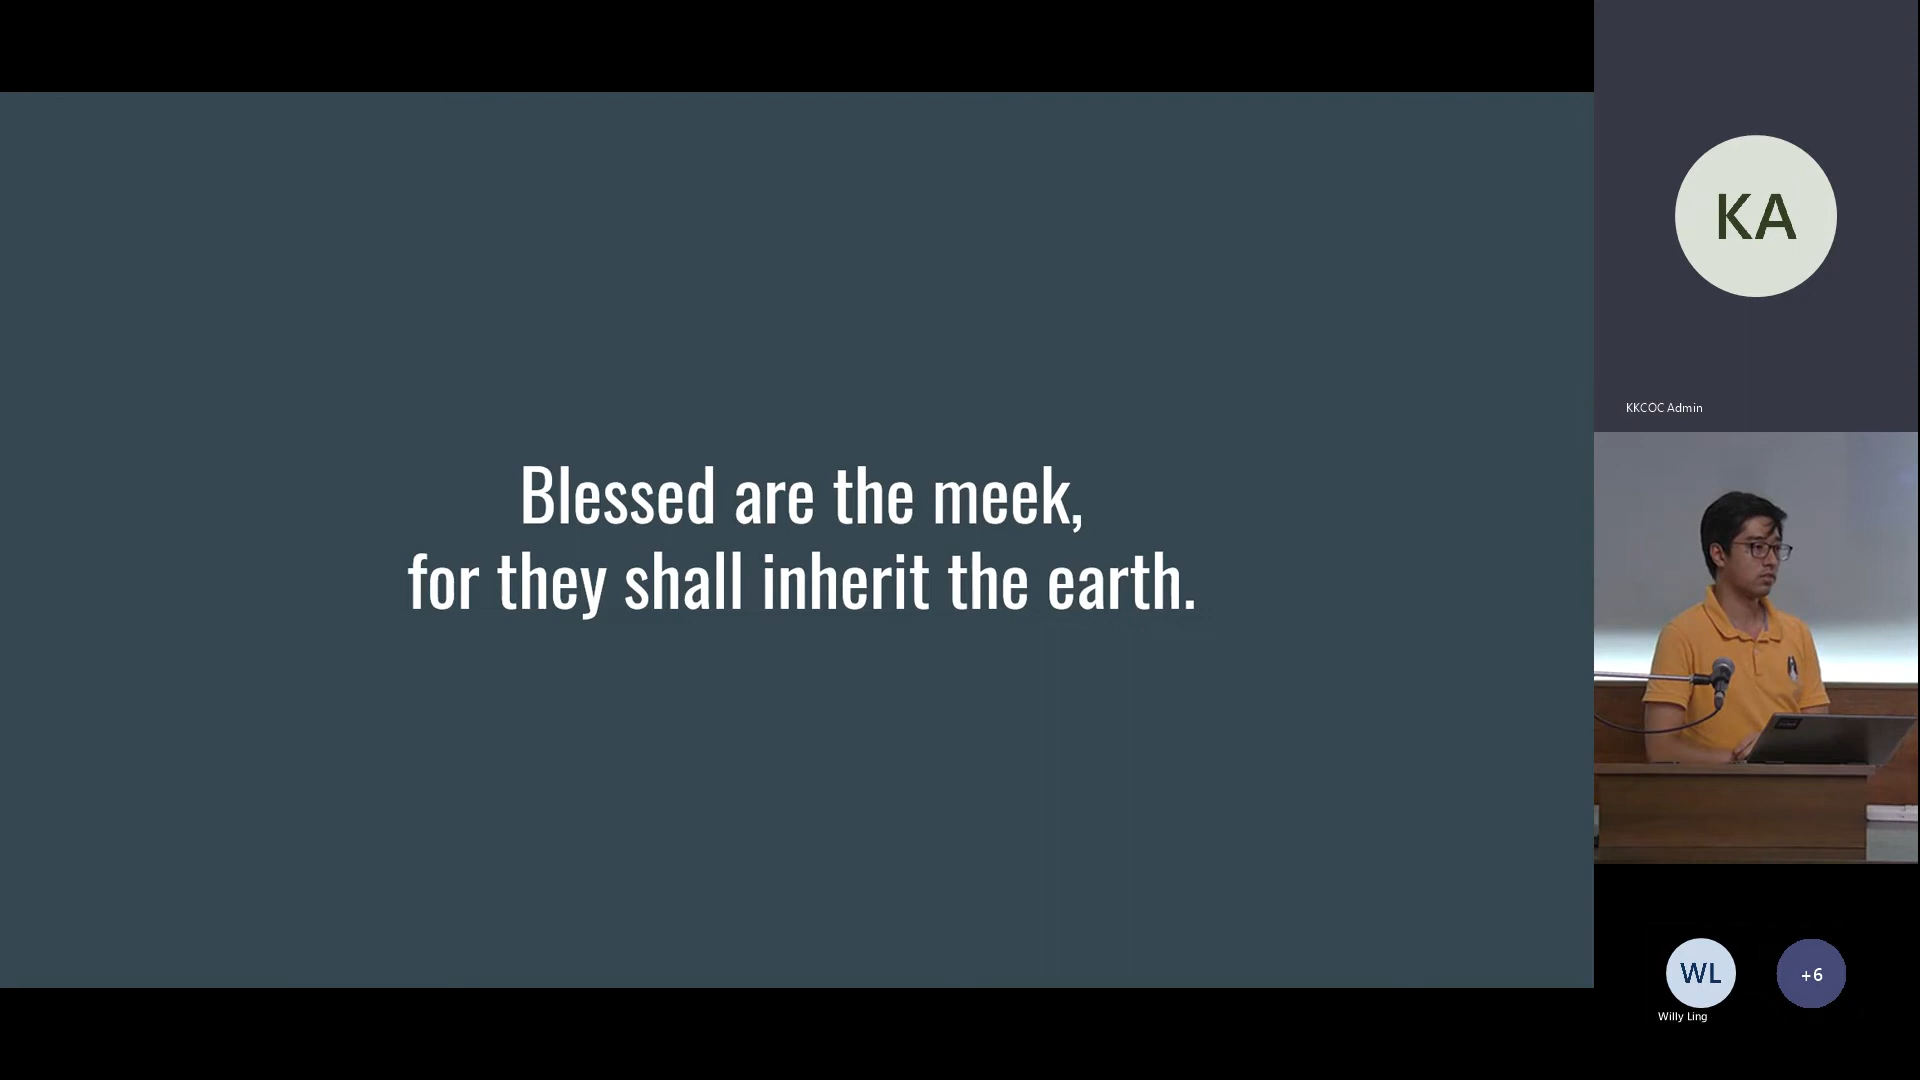 Blessed are the meek,
for they shall inherit the earth.
KA
KKCOC Admin
WL
+6
Willy Ling